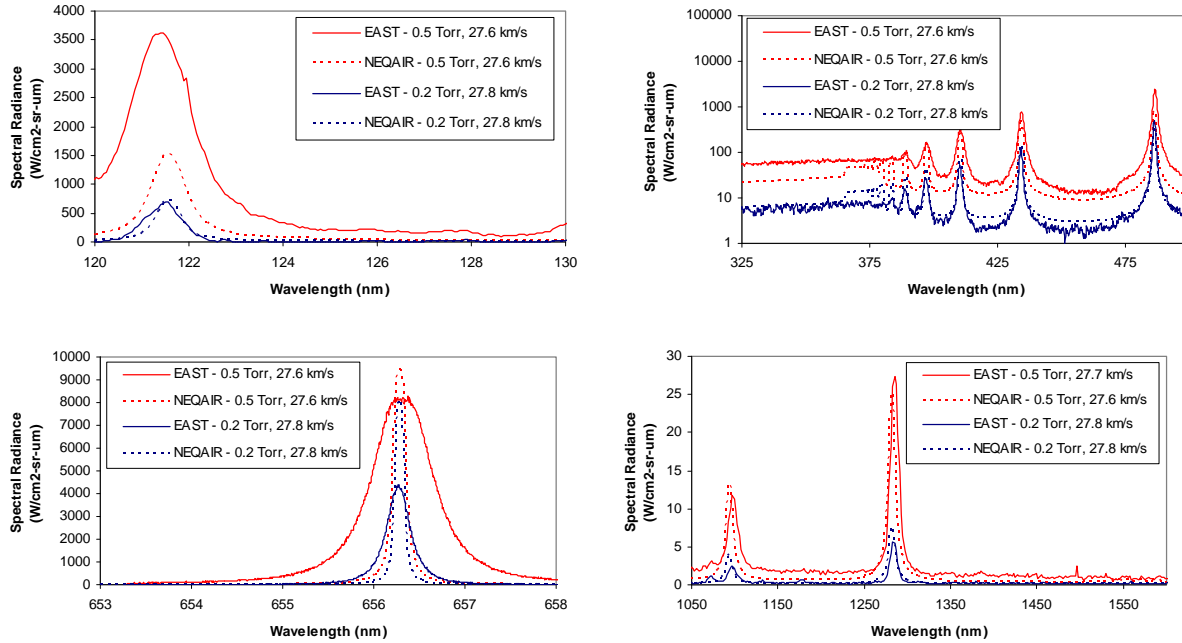 4000
3500
3000
2500
2000
1500
1000
500
0
Spectral Radiance
(W/cm2-sr-um)
EAST - 0.5 Torr, 27.6 km/s
NEQAIR - 0.5 Torr, 27.6 km/s
EAST - 0.2 Torr, 27.8 km/s
NEQAIR - 0.2 Torr, 27.8 km/s
120 122 124 126 128 130
Wavelength (nm)
100000
10000
1000
100
10
1
Spectral Radiance
(W/cm2-sr-um)
EAST - 0.5 Torr, 27.6 km/s
NEQAIR - 0.5 Torr, 27.6 km/s
EAST - 0.2 Torr, 27.8 km/s
NEQAIR - 0.2 Torr, 27.8 km/s
325 375 425 475
Wavelength (nm)
10000
9000
8000
7000
6000
5000
4000
3000
2000
1000
0
Spectral Radiance
(W/cm2-sr-um)
EAST - 0.5 Torr, 27.6 km/s
NEQAIR - 0.5 Torr, 27.6 km/s
EAST - 0.2 Torr, 27.8 km/s
NEQAIR - 0.2 Torr, 27.8 km/s
653 654 655 656 657 658
Wavelength (nm)
30
25
20
15
10
5
0
Spectral Radiance
(W/cm2-sr-um)
EAST - 0.5 Torr, 27.7 km/s
NEQAIR - 0.5 Torr, 27.6 km/s
EAST - 0.2 Torr, 27.8 km/s
NEQAIR - 0.2 Torr, 27.8 km/s
1050 1150 1250 1350 1450 1550
Wavelength (nm)